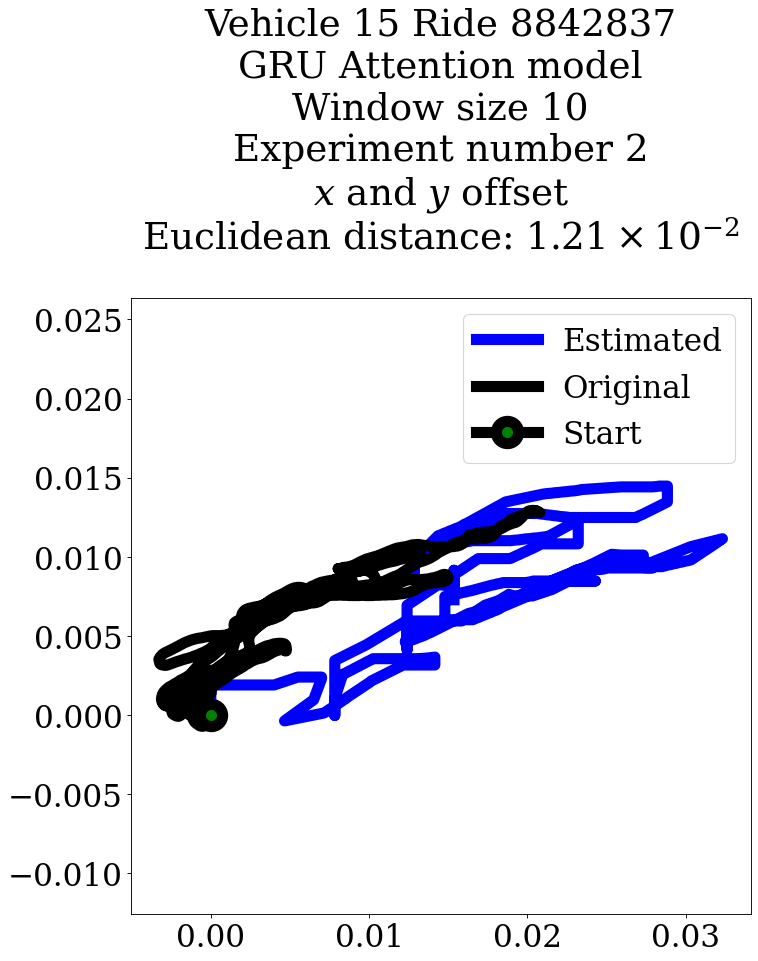 Vehicle 15 Ride 8842837
GRU Attention model
Window size 10
Experiment number 2
x and y offset
Euclidean distance: 1.21 × 10⁻²
Estimated
Original
Start
0.025
0.020
0.015
0.010
0.005
0.000
−0.005
−0.010
0.00 0.01 0.02 0.03